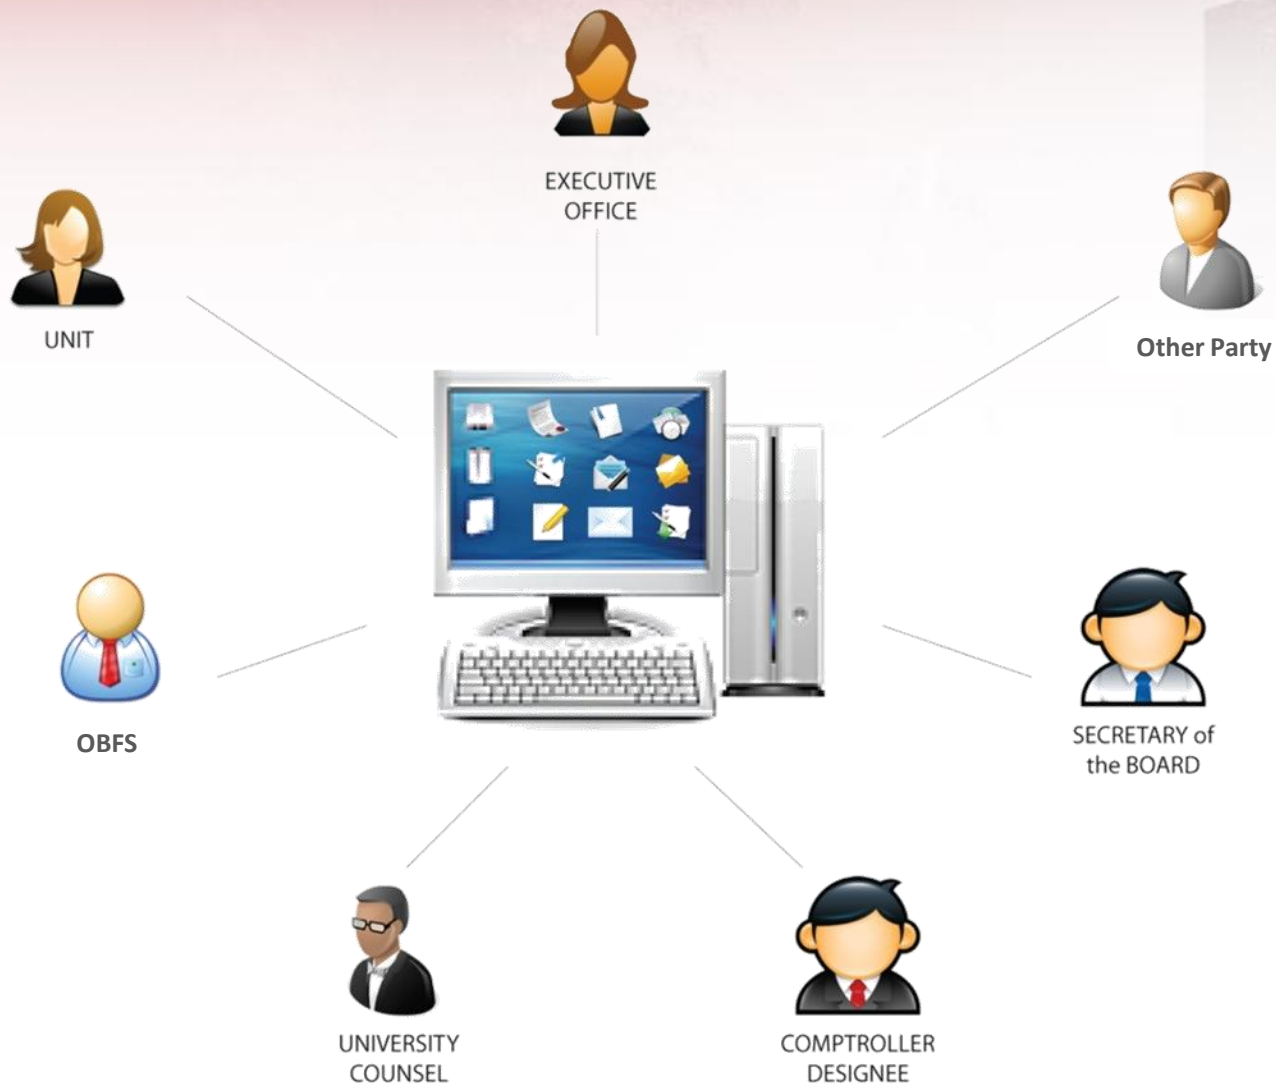 EXECUTIVE
OFFICE
UNIT
Other Party
OBFS
SECRETARY of
the BOARD
UNIVERSITY
COUNSEL
COMPTROLLER
DESIGNEE